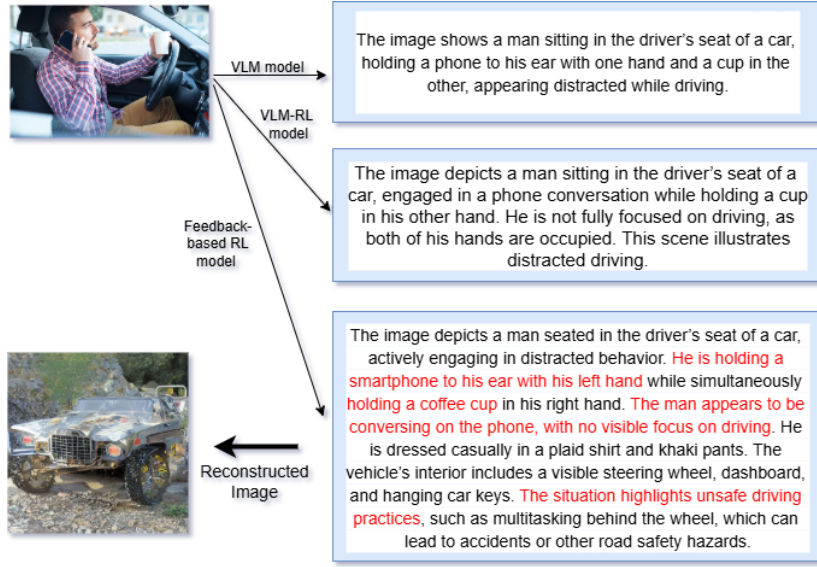 VLM model
The image shows a man sitting in the driver's seat of a car,
holding a phone to his ear with one hand and a cup in the
other, appearing distracted while driving.
VLM-RL
model
The image depicts a man sitting in the driver's seat of a
car, engaged in a phone conversation while holding a cup
in his other hand. He is not fully focused on driving, as
both of his hands are occupied. This scene illustrates
distracted driving.
Feedback-
based RL
model
The image depicts a man seated in the driver's seat of a car,
actively engaging in distracted behavior. He is holding a
smartphone to his ear with his left hand while simultaneously
holding a coffee cup in his right hand. The man appears to be
conversing on the phone, with no visible focus on driving. He
is dressed casually in a plaid shirt and khaki pants. The
vehicle's interior includes a visible steering wheel, dashboard,
and hanging car keys. The situation highlights unsafe driving
practices, such as multitasking behind the wheel, which can
lead to accidents or other road safety hazards.
Reconstructed
Image